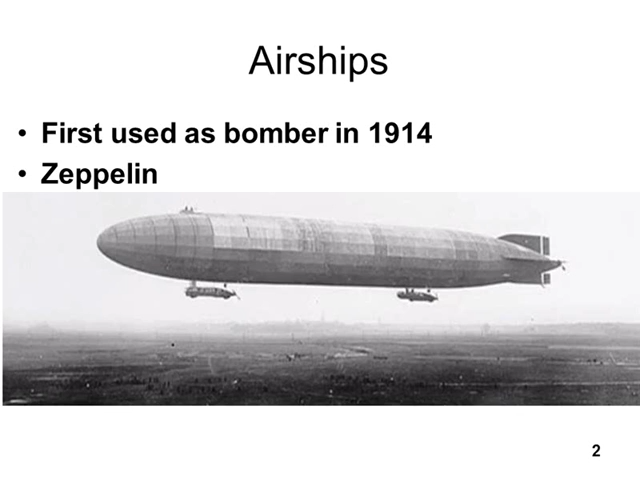 Airships
• First used as bomber in 1914
• Zeppelin
2